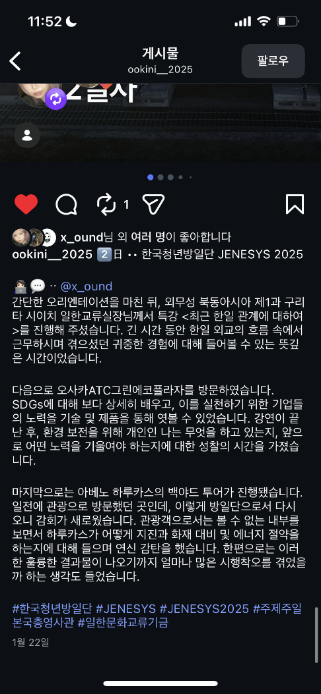 11:52
게시물
ookini__2025
팔로우
2일차
1
x_ound님 외 여러 명이 좋아합니다
ookini__2025 2️⃣日 •• 한국청년방일단 JENESYS 2025
👩🏻‍💻💬 ·· @x_ound
간단한 오리엔테이션을 마친 뒤, 외무성 북동아시아 제1과 구리
타 시이치 일한교류실장님께서 특강 <최근 한일 관계에 대하여
>를 진행해 주셨습니다. 긴 시간 동안 한일 외교의 흐름 속에서
근무하시며 겪으셨던 귀중한 경험에 대해 들어볼 수 있는 뜻깊
은 시간이었습니다.
다음으로 오사카ATC그린에코플라자를 방문하였습니다.
SDGs에 대해 보다 상세히 배우고, 이를 실천하기 위한 기업들
의 노력을 기술 및 제품을 통해 엿볼 수 있었습니다. 강연이 끝
난 후, 환경 보전을 위해 개인인 나는 무엇을 하고 있는지, 앞으
로 어떤 노력을 기울여야 하는지에 대한 성찰의 시간을 가졌습
니다.
마지막으로는 아베노 하루카스의 백야드 투어가 진행됐습니다.
일전에 관광으로 방문했던 곳인데, 이렇게 방일단으로서 다시
오니 감회가 새로웠습니다. 관광객으로서는 볼 수 없는 내부를
보면서 하루카스가 어떻게 지진과 화재 대비 및 에너지 절약을
하는지에 대해 들으며 연신 감탄을 했습니다. 한편으로는 이러
한 훌륭한 결과물이 나오기까지 얼마나 많은 시행착오를 겪었을
까 하는 생각도 들었습니다.
#한국청년방일단 #JENESYS #JENESYS2025 #주제주일
본국총영사관 #일한문화교류기금
1월 22일